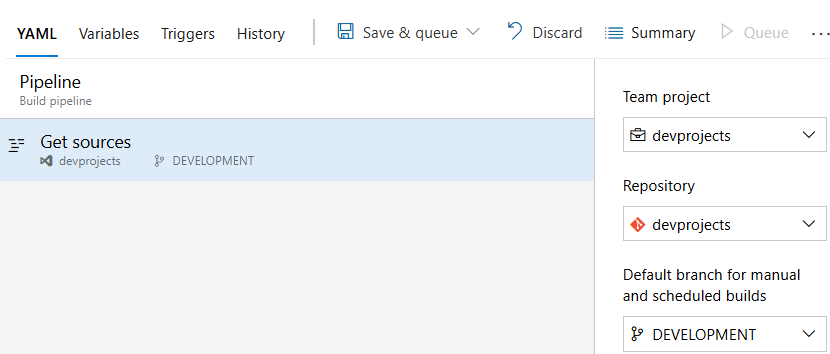 YAML Variables Triggers History Save & queue Discard Summary Queue ...
Pipeline
Build pipeline
Get sources
devprojects DEVELOPMENT
Team project
devprojects
Repository
devprojects
Default branch for manual
and scheduled builds
DEVELOPMENT